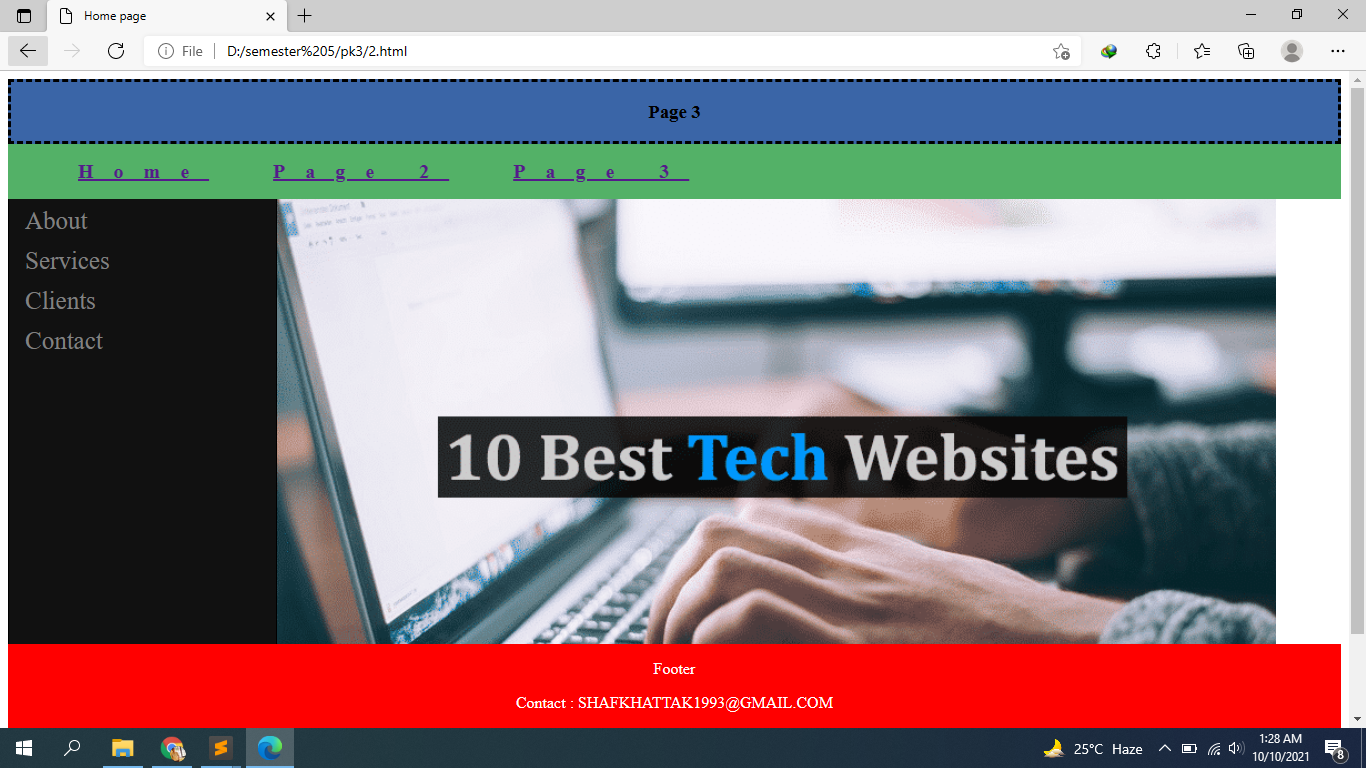 Home page
File
D:/semester%205/pk3/2.html
Page 3
Home Page 2 Page 3
About
Services
Clients
Contact
10 Best Tech Websites
Footer
Contact : SHAFKHATTAK1993@GMAIL.COM
25°C Haze
1:28 AM
10/10/2021
8